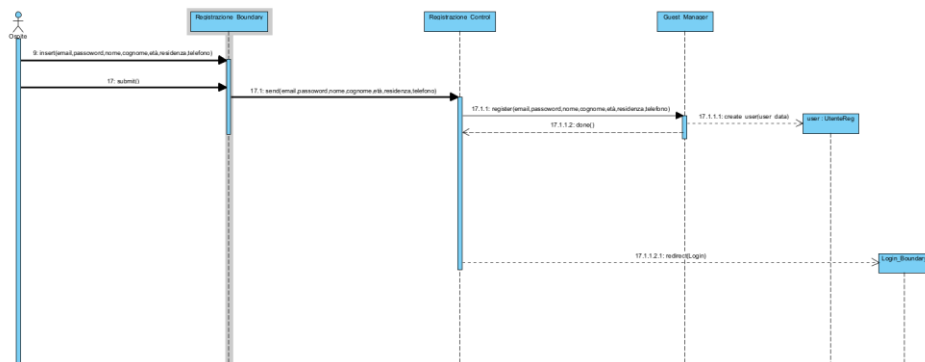 Registrazione Boundary
Registrazione Control
Guest Manager
Ospite
9: insert(email,passoword,nome,cognome,età,residenza,telefono)
17: submit()
17.1: send(email,passoword,nome,cognome,età,residenza,telefono)
17.1.1: register(email,passoword,nome,cognome,età,residenza,telefono)
17.1.1.1: create user(user data)
user : UtenteReg
17.1.1.2: done()
17.1.1.2.1: redirect(Login)
Login_Boundary